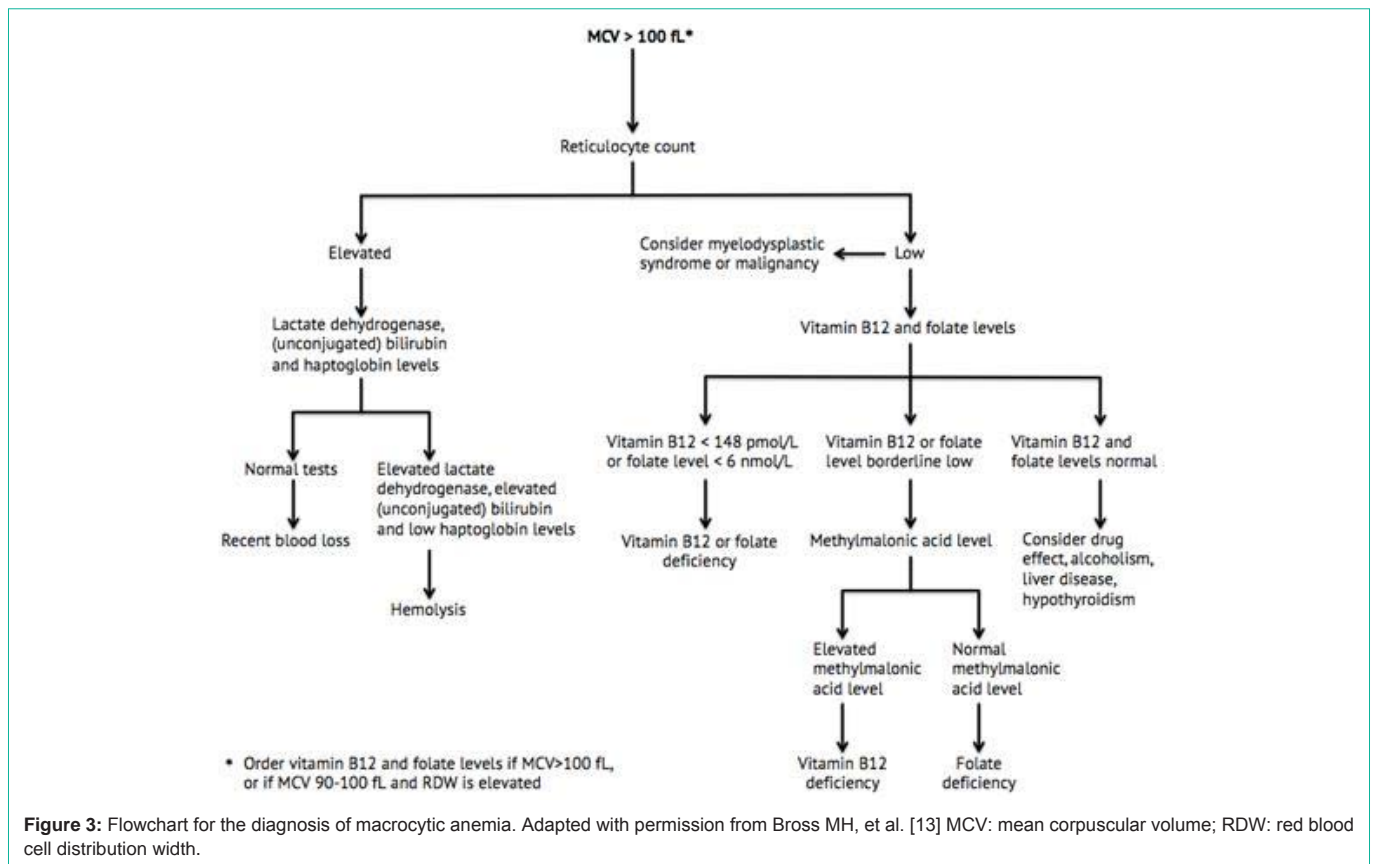 MCV > 100 fL*
Reticulocyte count
Elevated
Consider myelodysplastic
syndrome or malignancy
Low
Lactate dehydrogenase,
(unconjugated) bilirubin
and haptoglobin levels
Vitamin B12 and folate levels
Normal tests
Elevated lactate
dehydrogenase, elevated
(unconjugated) bilirubin
and low haptoglobin levels
Vitamin B12 < 148 pmol/L
or folate level < 6 nmol/L
Vitamin B12 or folate
level borderline low
Vitamin B12 and
folate levels normal
Recent blood loss
Hemolysis
Vitamin B12 or folate
deficiency
Methylmalonic acid level
Consider drug
effect, alcoholism,
liver disease,
hypothyroidism
Elevated
methylmalonic
acid level
Normal
methylmalonic
acid level
Vitamin B12
deficiency
Folate
deficiency
* Order vitamin B12 and folate levels if MCV>100 fL,
or if MCV 90-100 fL and RDW is elevated
Figure 3: Flowchart for the diagnosis of macrocytic anemia. Adapted with permission from Bross MH, et al. [13] MCV: mean corpuscular volume; RDW: red blood
cell distribution width.